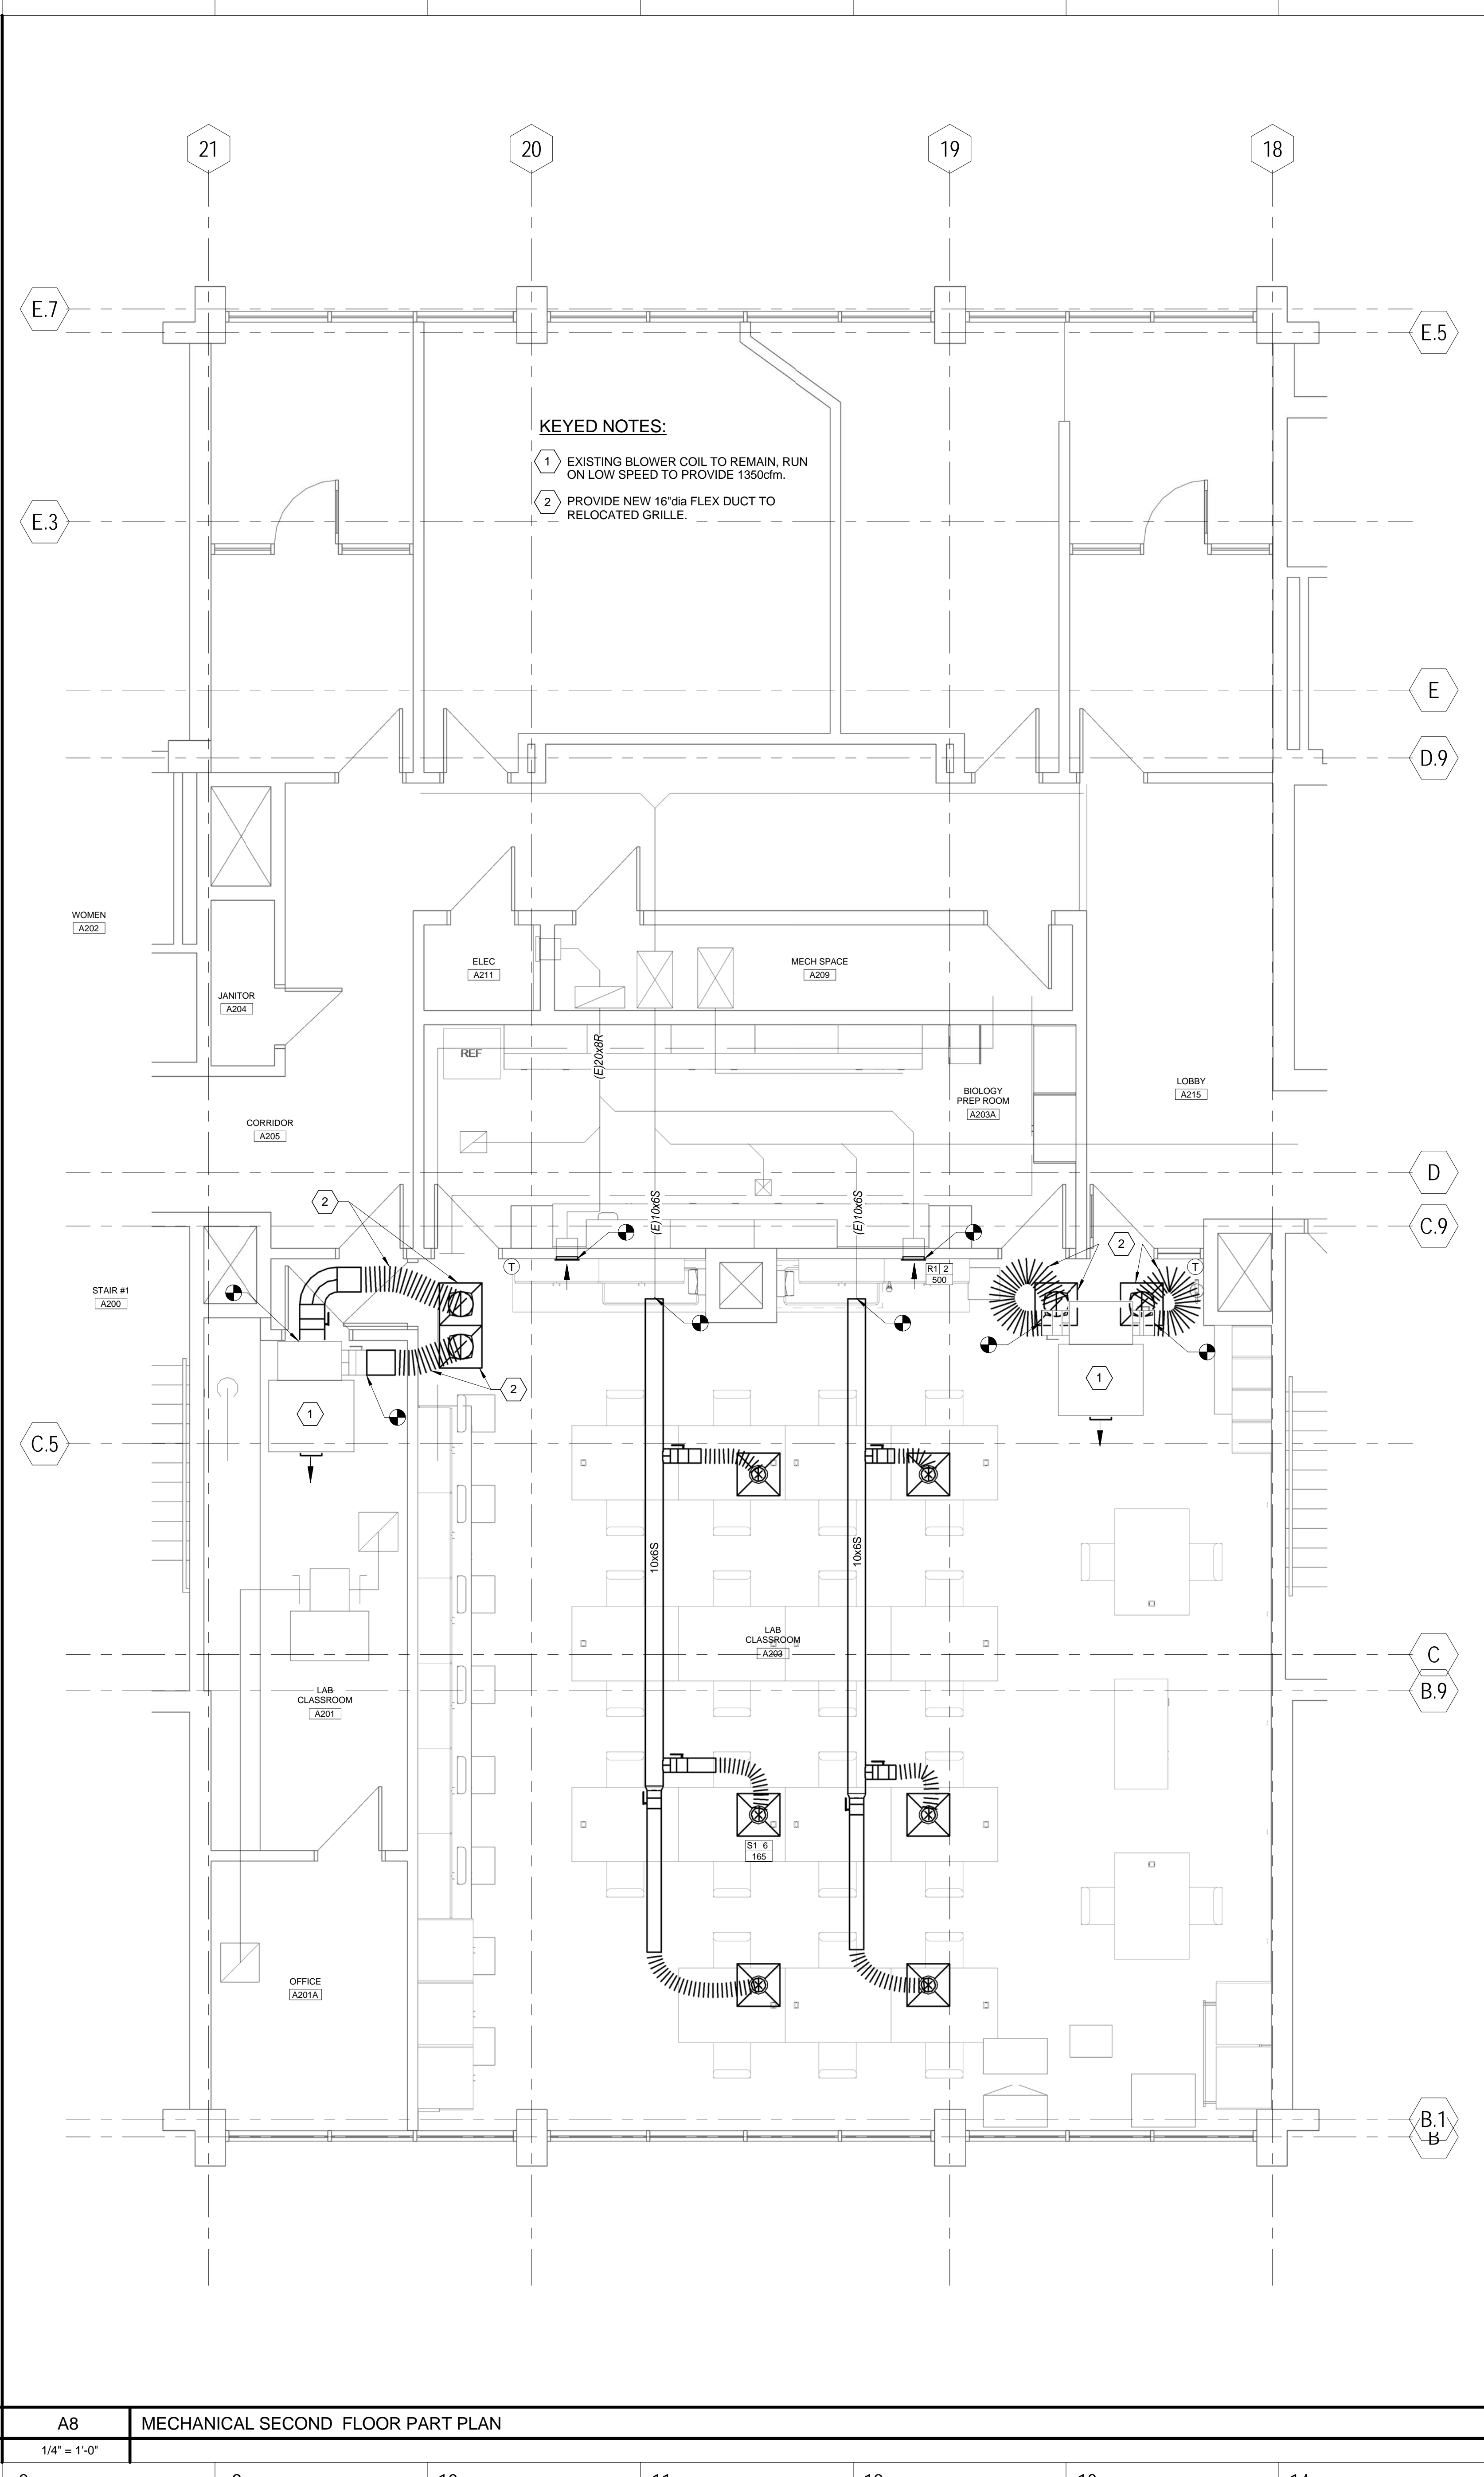 21
20
19
18
E.7
E.5
KEYED NOTES:
1 EXISTING BLOWER COIL TO REMAIN, RUN
ON LOW SPEED TO PROVIDE 1350cfm.
2 PROVIDE NEW 16"dia FLEX DUCT TO
RELOCATED GRILLE.
E.3
E
D.9
WOMEN
A202
ELEC
A211
MECH SPACE
A209
JANITOR
A204
REF
(E)20x8R
BIOLOGY
PREP ROOM
A203A
LOBBY
A215
CORRIDOR
A205
D
2
(E)10x6S
(E)10x6S
C.9
2
T
R1 2
500
T
STAIR #1
A200
1
2
1
C.5
10x6S
10x6S
LAB
CLASSROOM
A203
C
B.9
LAB
CLASSROOM
A201
S1 6
165
OFFICE
A201A
B.1
B
A8
MECHANICAL SECOND FLOOR PART PLAN
1/4" = 1'-0"